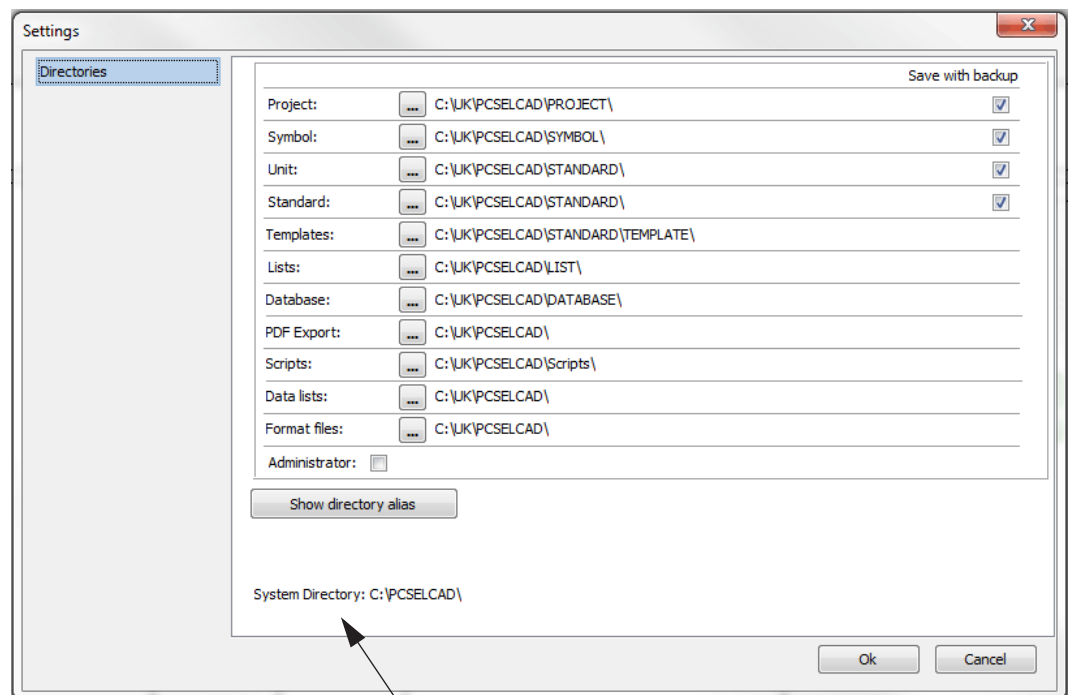 Settings
Directories
Save with backup
Project: ... C:\UK\PCSELCAD\PROJECT\
Symbol: ... C:\UK\PCSELCAD\SYMBOL\
Unit: ... C:\UK\PCSELCAD\STANDARD\
Standard: ... C:\UK\PCSELCAD\STANDARD\
Templates: ... C:\UK\PCSELCAD\STANDARD\TEMPLATE\
Lists: ... C:\UK\PCSELCAD\LIST\
Database: ... C:\UK\PCSELCAD\DATABASE\
PDF Export: ... C:\UK\PCSELCAD\
Scripts: ... C:\UK\PCSELCAD\Scripts\
Data lists: ... C:\UK\PCSELCAD\
Format files: ... C:\UK\PCSELCAD\
Administrator:
Show directory alias
System Directory: C:\PCSELCAD\
Ok Cancel